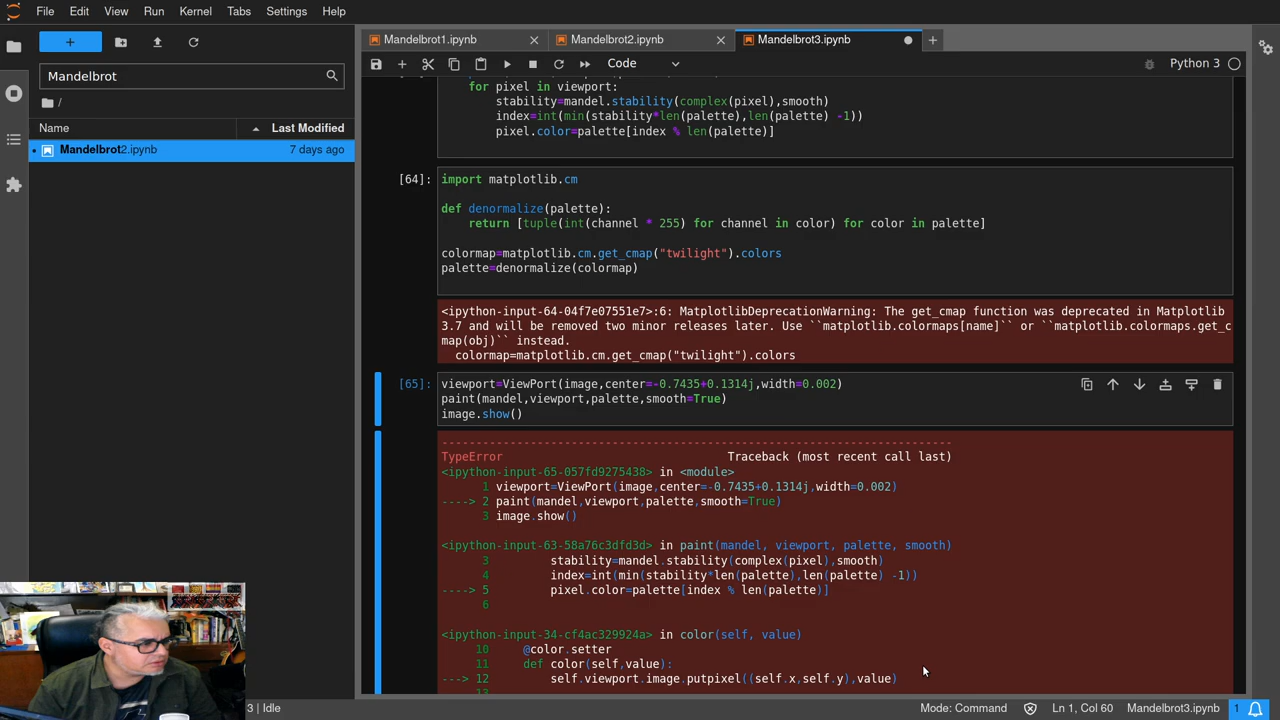 File Edit View Run Kernel Tabs Settings Help
+
Mandelbrot
/
Name Last Modified
Mandelbrot2.ipynb 7 days ago
Mandelbrot1.ipynb Mandelbrot2.ipynb Mandelbrot3.ipynb
Code Python 3
for pixel in viewport:
stability=mandel.stability(complex(pixel),smooth)
index=int(min(stability*len(palette),len(palette) -1))
pixel.color=palette[index % len(palette)]
[64]: import matplotlib.cm
def denormalize(palette):
return [tuple(int(channel * 255) for channel in color) for color in palette]
colormap=matplotlib.cm.get_cmap("twilight").colors
palette=denormalize(colormap)
<ipython-input-64-04f7e07551e7>:6: MatplotlibDeprecationWarning: The get_cmap function was deprecated in Matplotlib
3.7 and will be removed two minor releases later. Use ``matplotlib.colormaps[name]`` or ``matplotlib.colormaps.get_c
map(obj)`` instead.
colormap=matplotlib.cm.get_cmap("twilight").colors
[65]: viewport=ViewPort(image,center=-0.7435+0.1314j,width=0.002)
paint(mandel,viewport,palette,smooth=True)
image.show()
---------------------------------------------------------------------------
TypeError Traceback (most recent call last)
<ipython-input-65-057fd9275438> in <module>
1 viewport=ViewPort(image,center=-0.7435+0.1314j,width=0.002)
----> 2 paint(mandel,viewport,palette,smooth=True)
3 image.show()
<ipython-input-63-58a76c3dfd3d> in paint(mandel, viewport, palette, smooth)
3 stability=mandel.stability(complex(pixel),smooth)
4 index=int(min(stability*len(palette),len(palette) -1))
----> 5 pixel.color=palette[index % len(palette)]
6
<ipython-input-34-cf4ac329924a> in color(self, value)
10 @color.setter
11 def color(self,value):
---> 12 self.viewport.image.putpixel((self.x,self.y),value)
13
3 | Idle Mode: Command Ln 1, Col 60 Mandelbrot3.ipynb 1